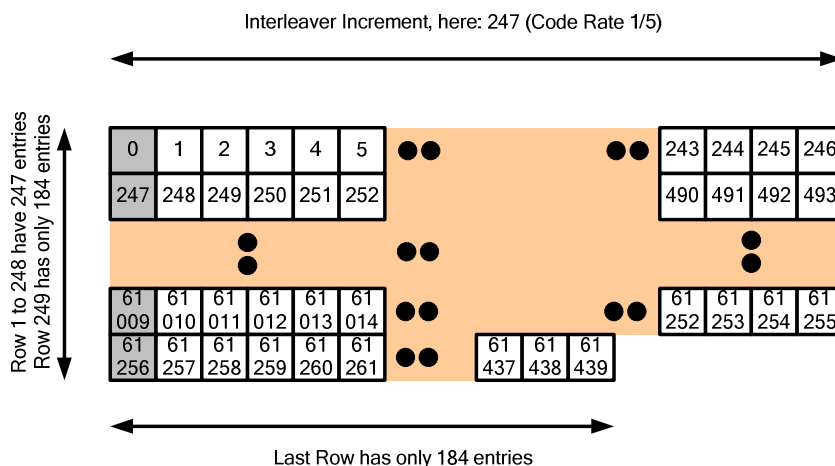 Interleaver Increment, here: 247 (Code Rate 1/5)
Row 1 to 248 have 247 entries
Row 249 has only 184 entries
0 1 2 3 4 5 243 244 245 246
247 248 249 250 251 252 490 491 492 493
61 61 61 61 61 61 61 61 61 61
009 010 011 012 013 014 252 253 254 255
61 61 61 61 61 61 61 61 61
256 257 258 259 260 261 437 438 439
Last Row has only 184 entries